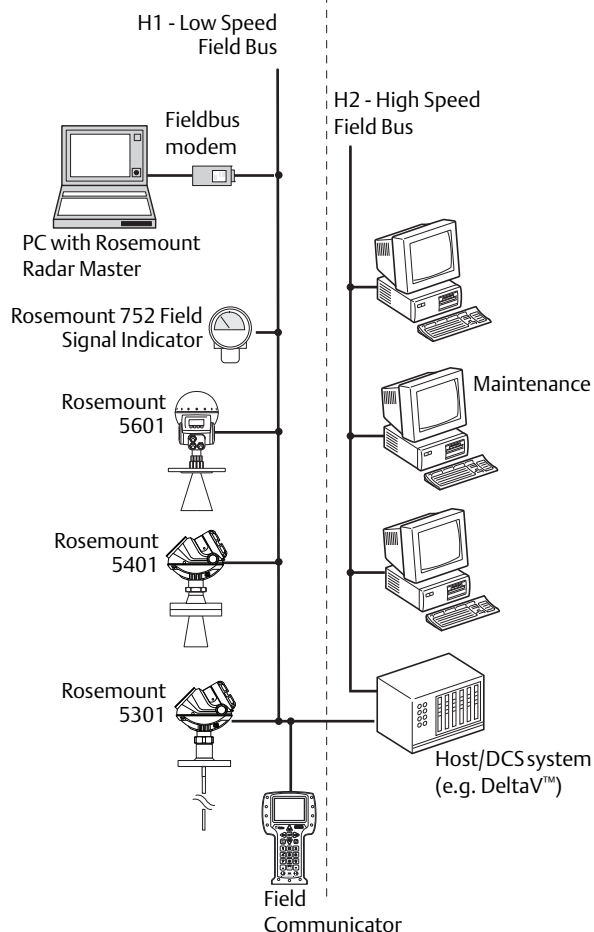 H1 - Low Speed
Field Bus
H2 - High Speed
Field Bus
Fieldbus
modem
PC with Rosemount
Radar Master
Rosemount 752 Field
Signal Indicator
Maintenance
Rosemount
5601
Rosemount
5401
Rosemount
5301
Host/DCS system
(e.g. DeltaV™)
Field
Communicator